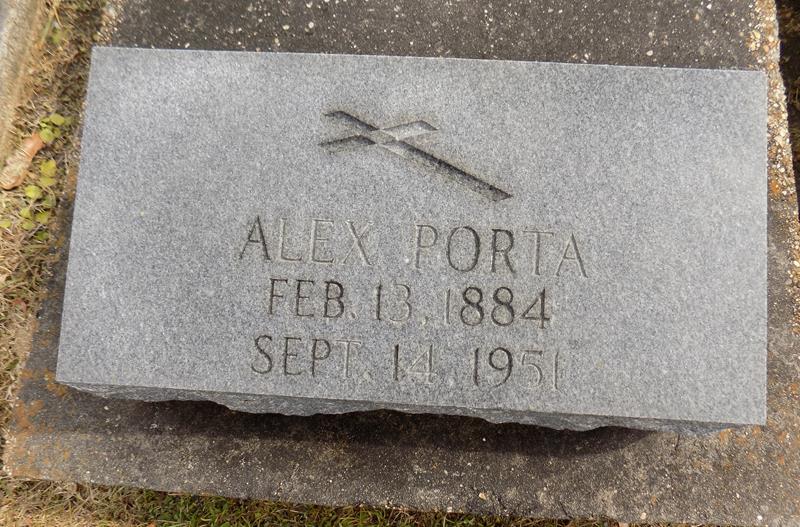 ALEX PORTA
FEB. 13, 1884
SEPT. 14, 1951